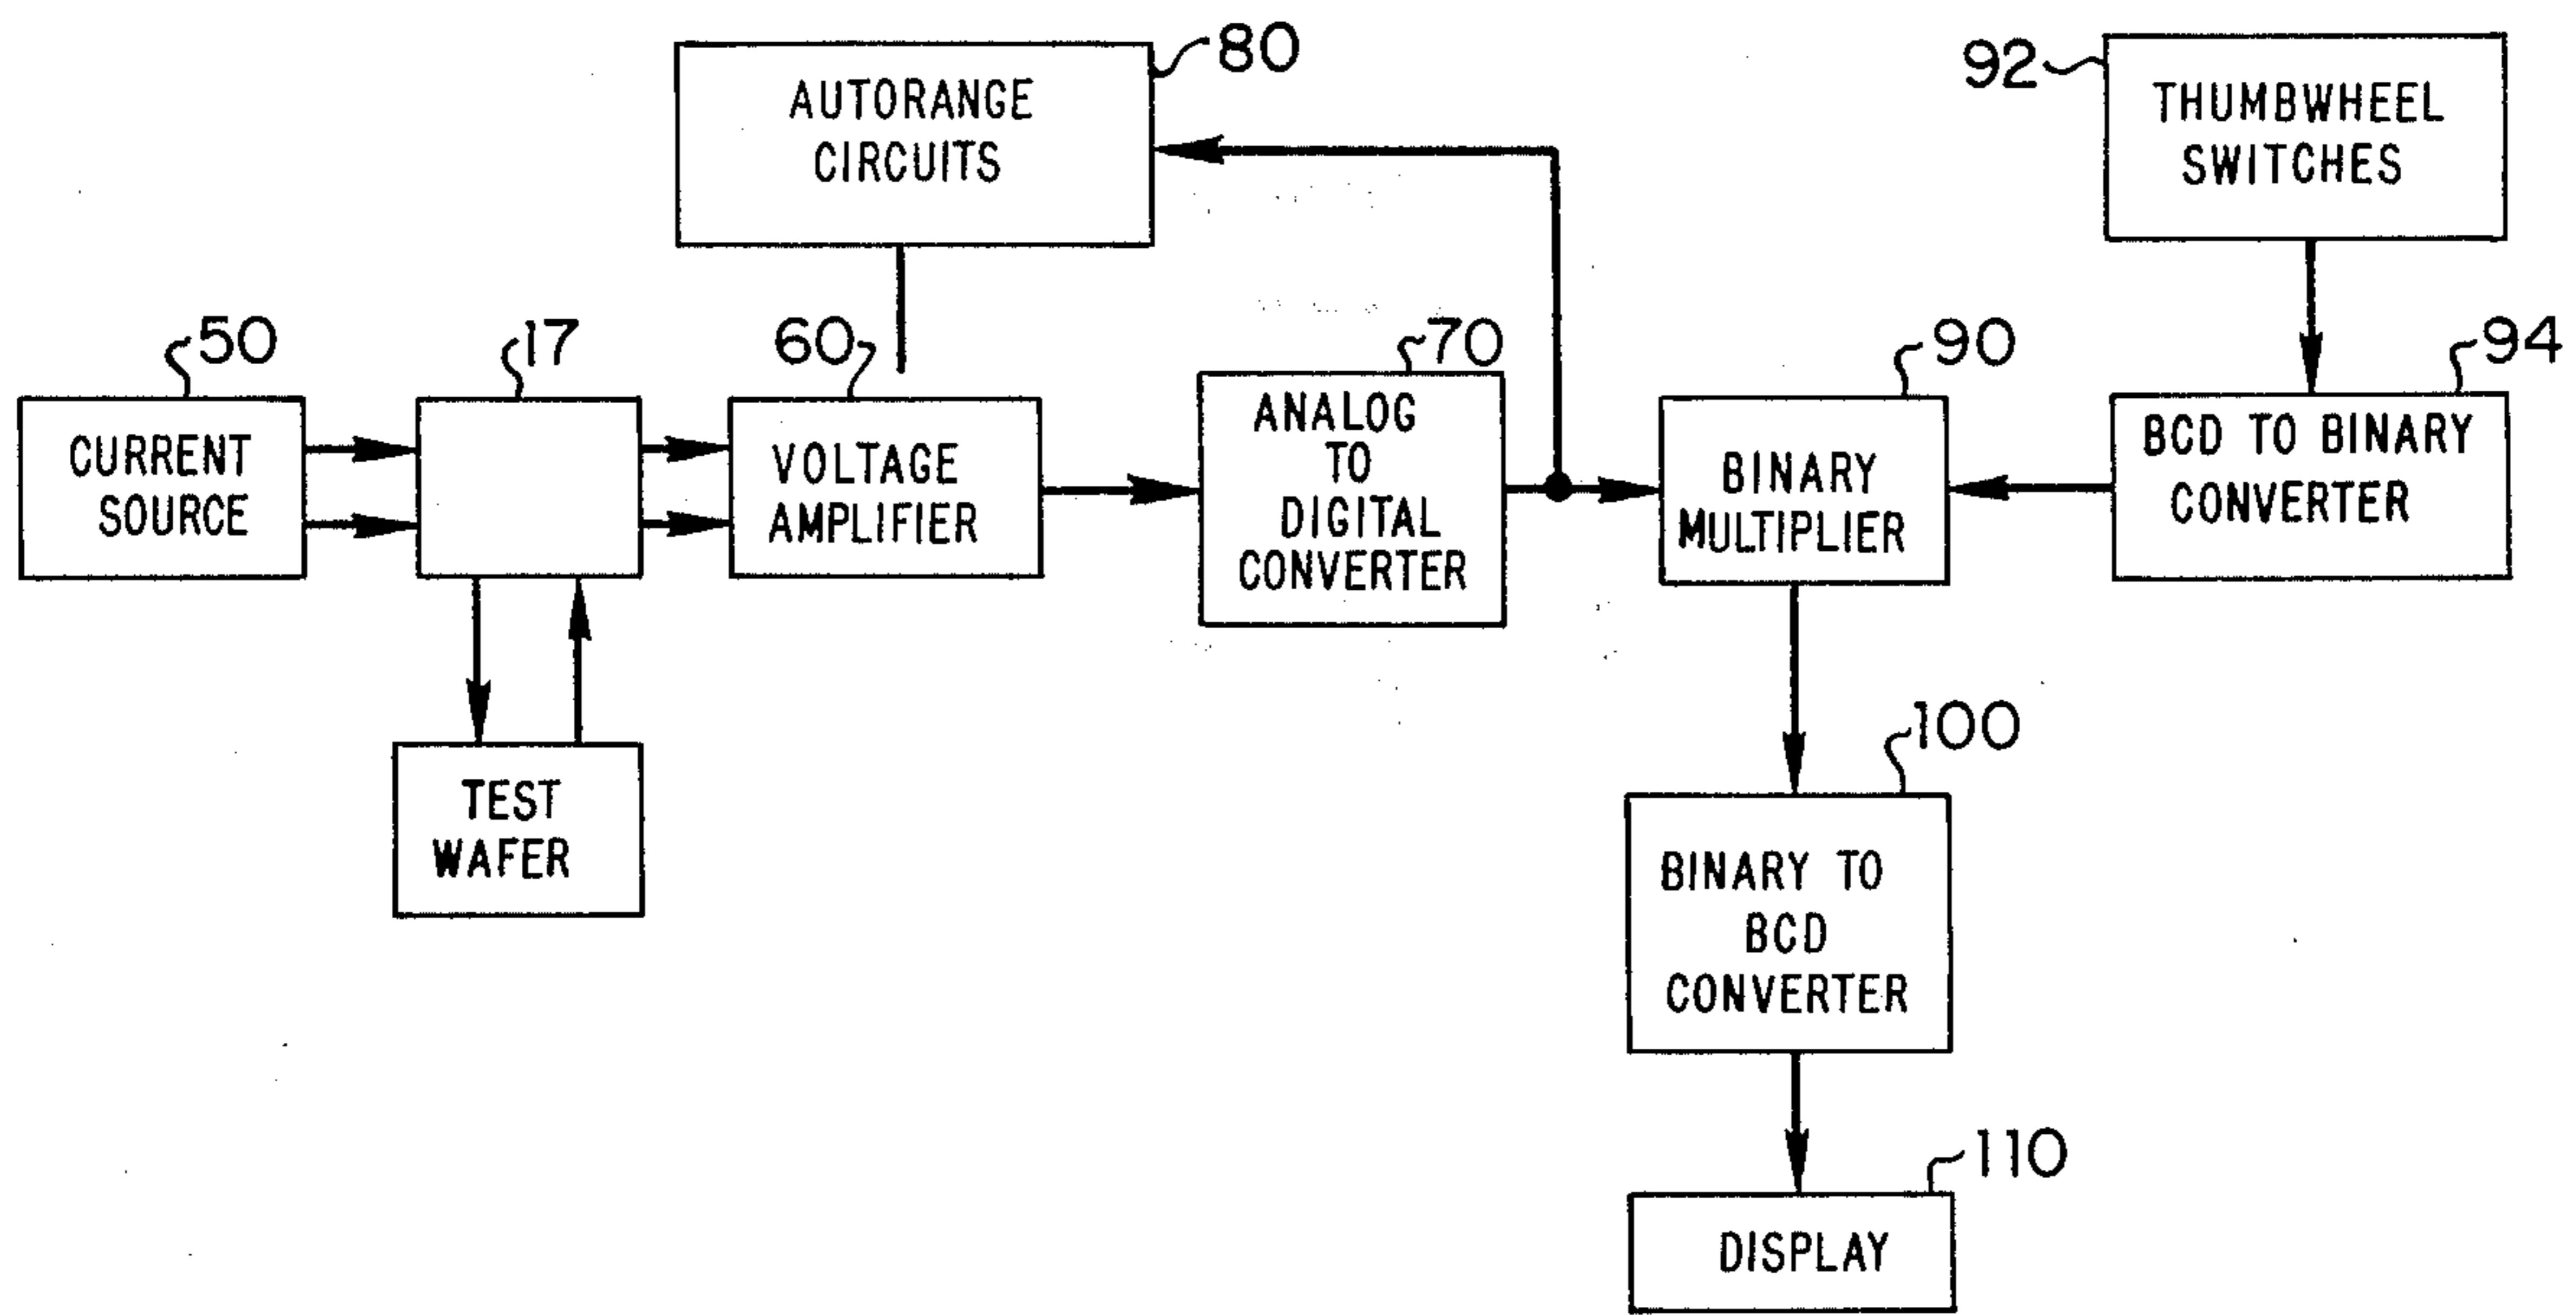 80
AUTORANGE
CIRCUITS
92
THUMBWHEEL
SWITCHES
50
CURRENT
SOURCE
17
60
VOLTAGE
AMPLIFIER
70
ANALOG
TO
DIGITAL
CONVERTER
90
BINARY
MULTIPLIER
94
BCD TO BINARY
CONVERTER
TEST
WAFER
100
BINARY TO
BCD
CONVERTER
110
DISPLAY